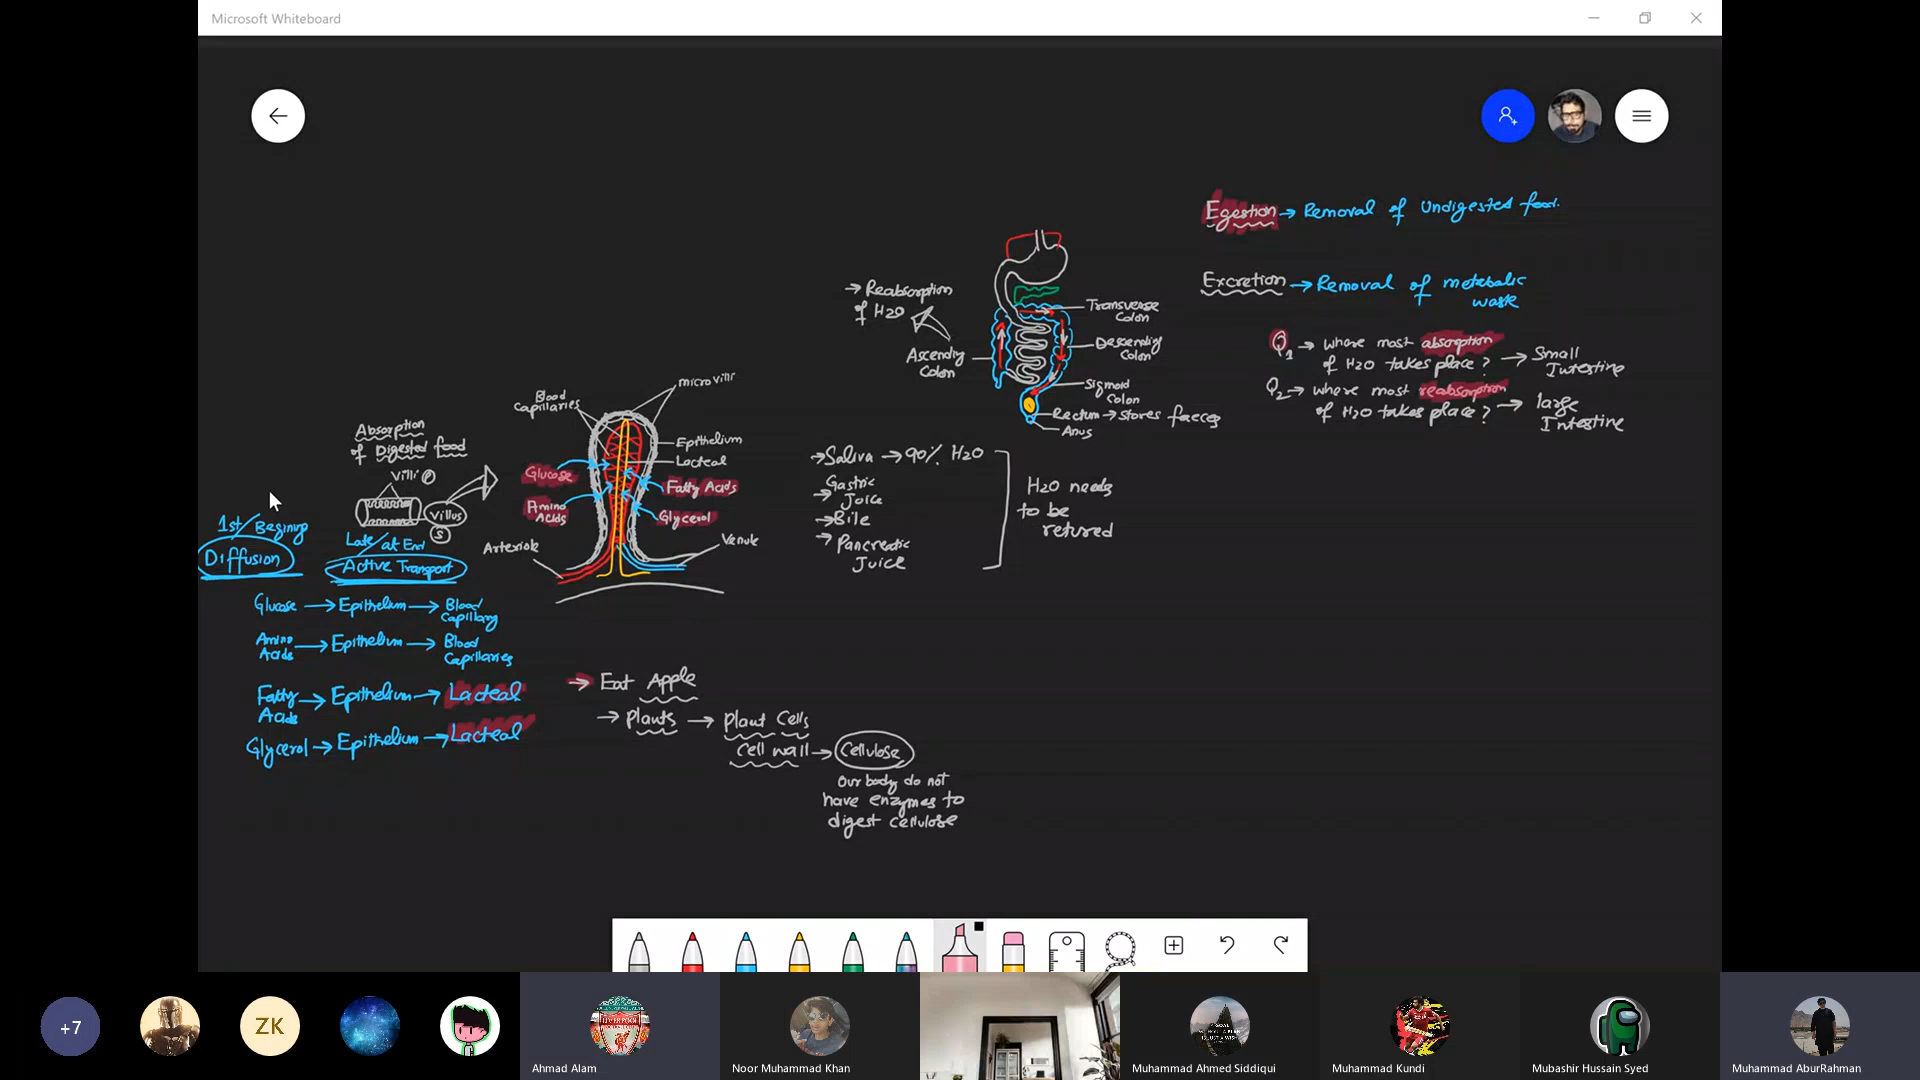 Microsoft Whiteboard
Egestion → Removal of Undigested food.
Excretion → Removal of metabolic
waste
Q1 → where most absorption
of H2O takes place? → Small
Intestine
Q2 → where most reabsorption
of H2O takes place? → large
Intestine
→ Reabsorption
of H2O
Ascending
Colon
Transverse
Colon
Descending
Colon
Sigmoid
Colon
Rectum → stores faeces
Anus
Absorption
of Digested food
Villi P
Villus
S
Blood
Capillaries
microvilli
Epithelium
Lacteal
Glucose
Fatty Acids
Amino
Acids
Glycerol
Arteriole
Venule
→ Saliva → 90% H2O
Gastric
→ Juice
→ Bile
→ Pancreatic
Juice
H2O needs
to be
retured
1st/Begining
Diffusion
Late/at End
Active Transport
Glucose → Epithelium → Blood
Capillary
Amino
Acids → Epithelium → Blood
Capillaries
Fatty
Acids → Epithelium → Lacteal
Glycerol → Epithelium → Lacteal
→ Eat Apple
→ Plants → Plant Cells
Cell wall → Cellulose
Our body do not
have enzymes to
digest cellulose
+7
ZK
Ahmad Alam
Noor Muhammad Khan
Muhammad Ahmed Siddiqui
Muhammad Kundi
Mubashir Hussain Syed
Muhammad AburRahman